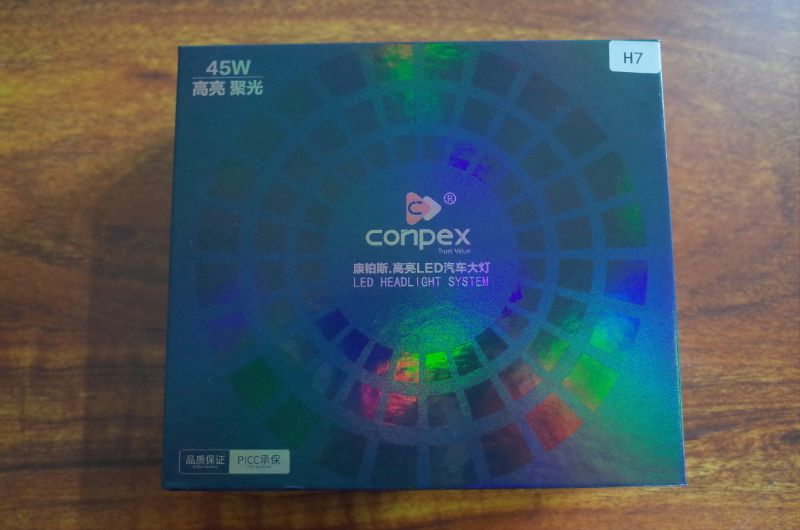 45W
高亮 聚光
H7
C
®
conpex
Trust Value
康铂斯.高亮LED汽车大灯
LED HEADLIGHT SYSTEM
品质保证
PICC承保